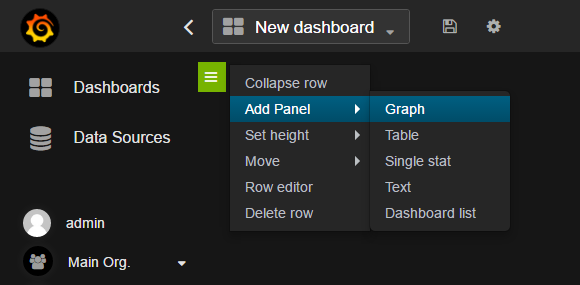 New dashboard
Dashboards
Data Sources
admin
Main Org.
Collapse row
Add Panel
Set height
Move
Row editor
Delete row
Graph
Table
Single stat
Text
Dashboard list